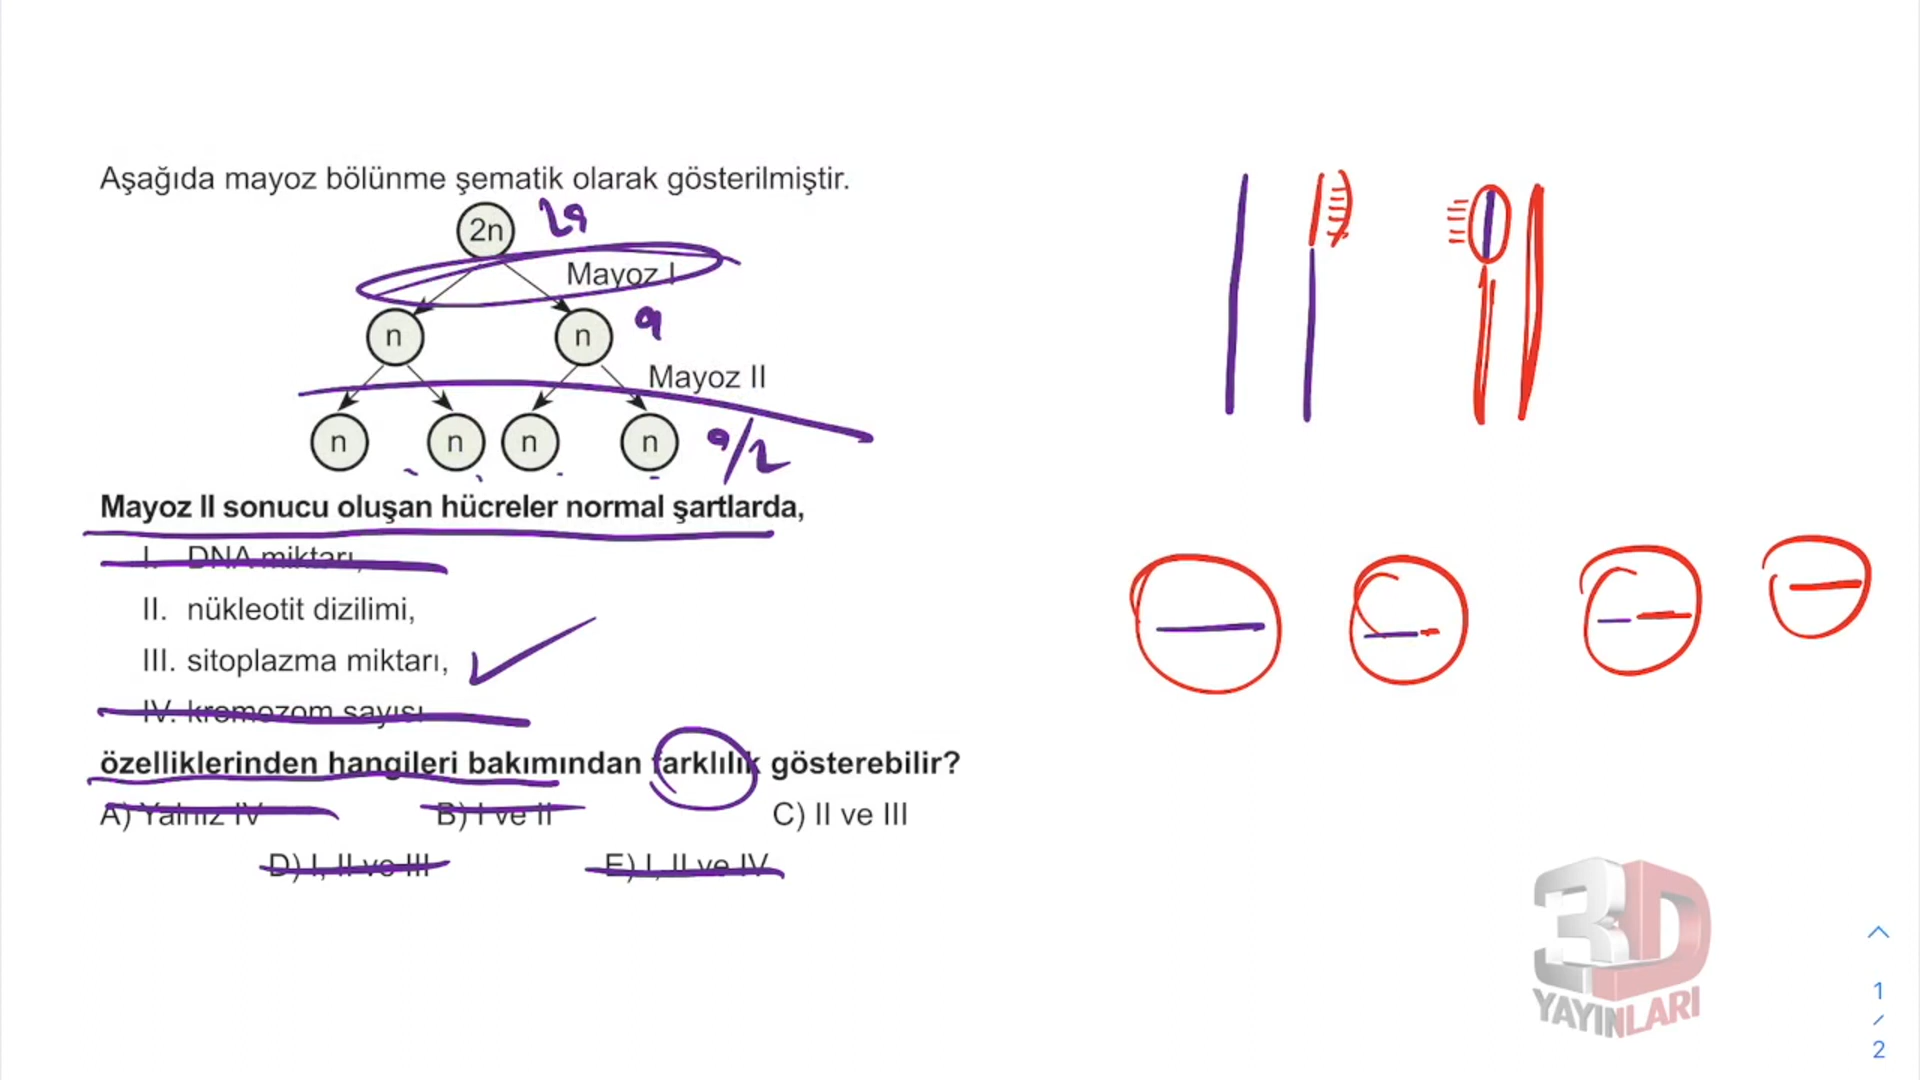 Aşağıda mayoz bölünme şematik olarak gösterilmiştir.
2n
2a
Mayoz I
n
n
a
Mayoz II
n
n
n
n
a/2
Mayoz II sonucu oluşan hücreler normal şartlarda,
I. DNA miktarı,
II. nükleotit dizilimi,
III. sitoplazma miktarı,
IV. kromozom sayısı
özelliklerinden hangileri bakımından farklılık gösterebilir?
A) Yalnız IV
B) I ve II
C) II ve III
D) I, II ve III
E) I, II ve IV
3D
YAYINLARI
1
/
2